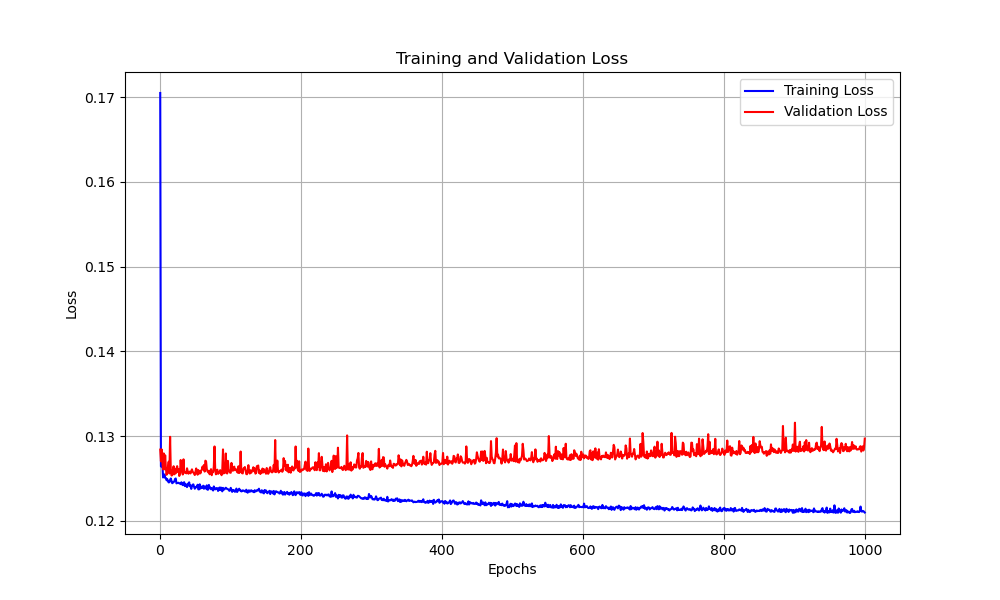 Training and Validation Loss
Training Loss
Validation Loss
0.17
0.16
0.15
0.14
0.13
0.12
Loss
0 200 400 600 800 1000
Epochs